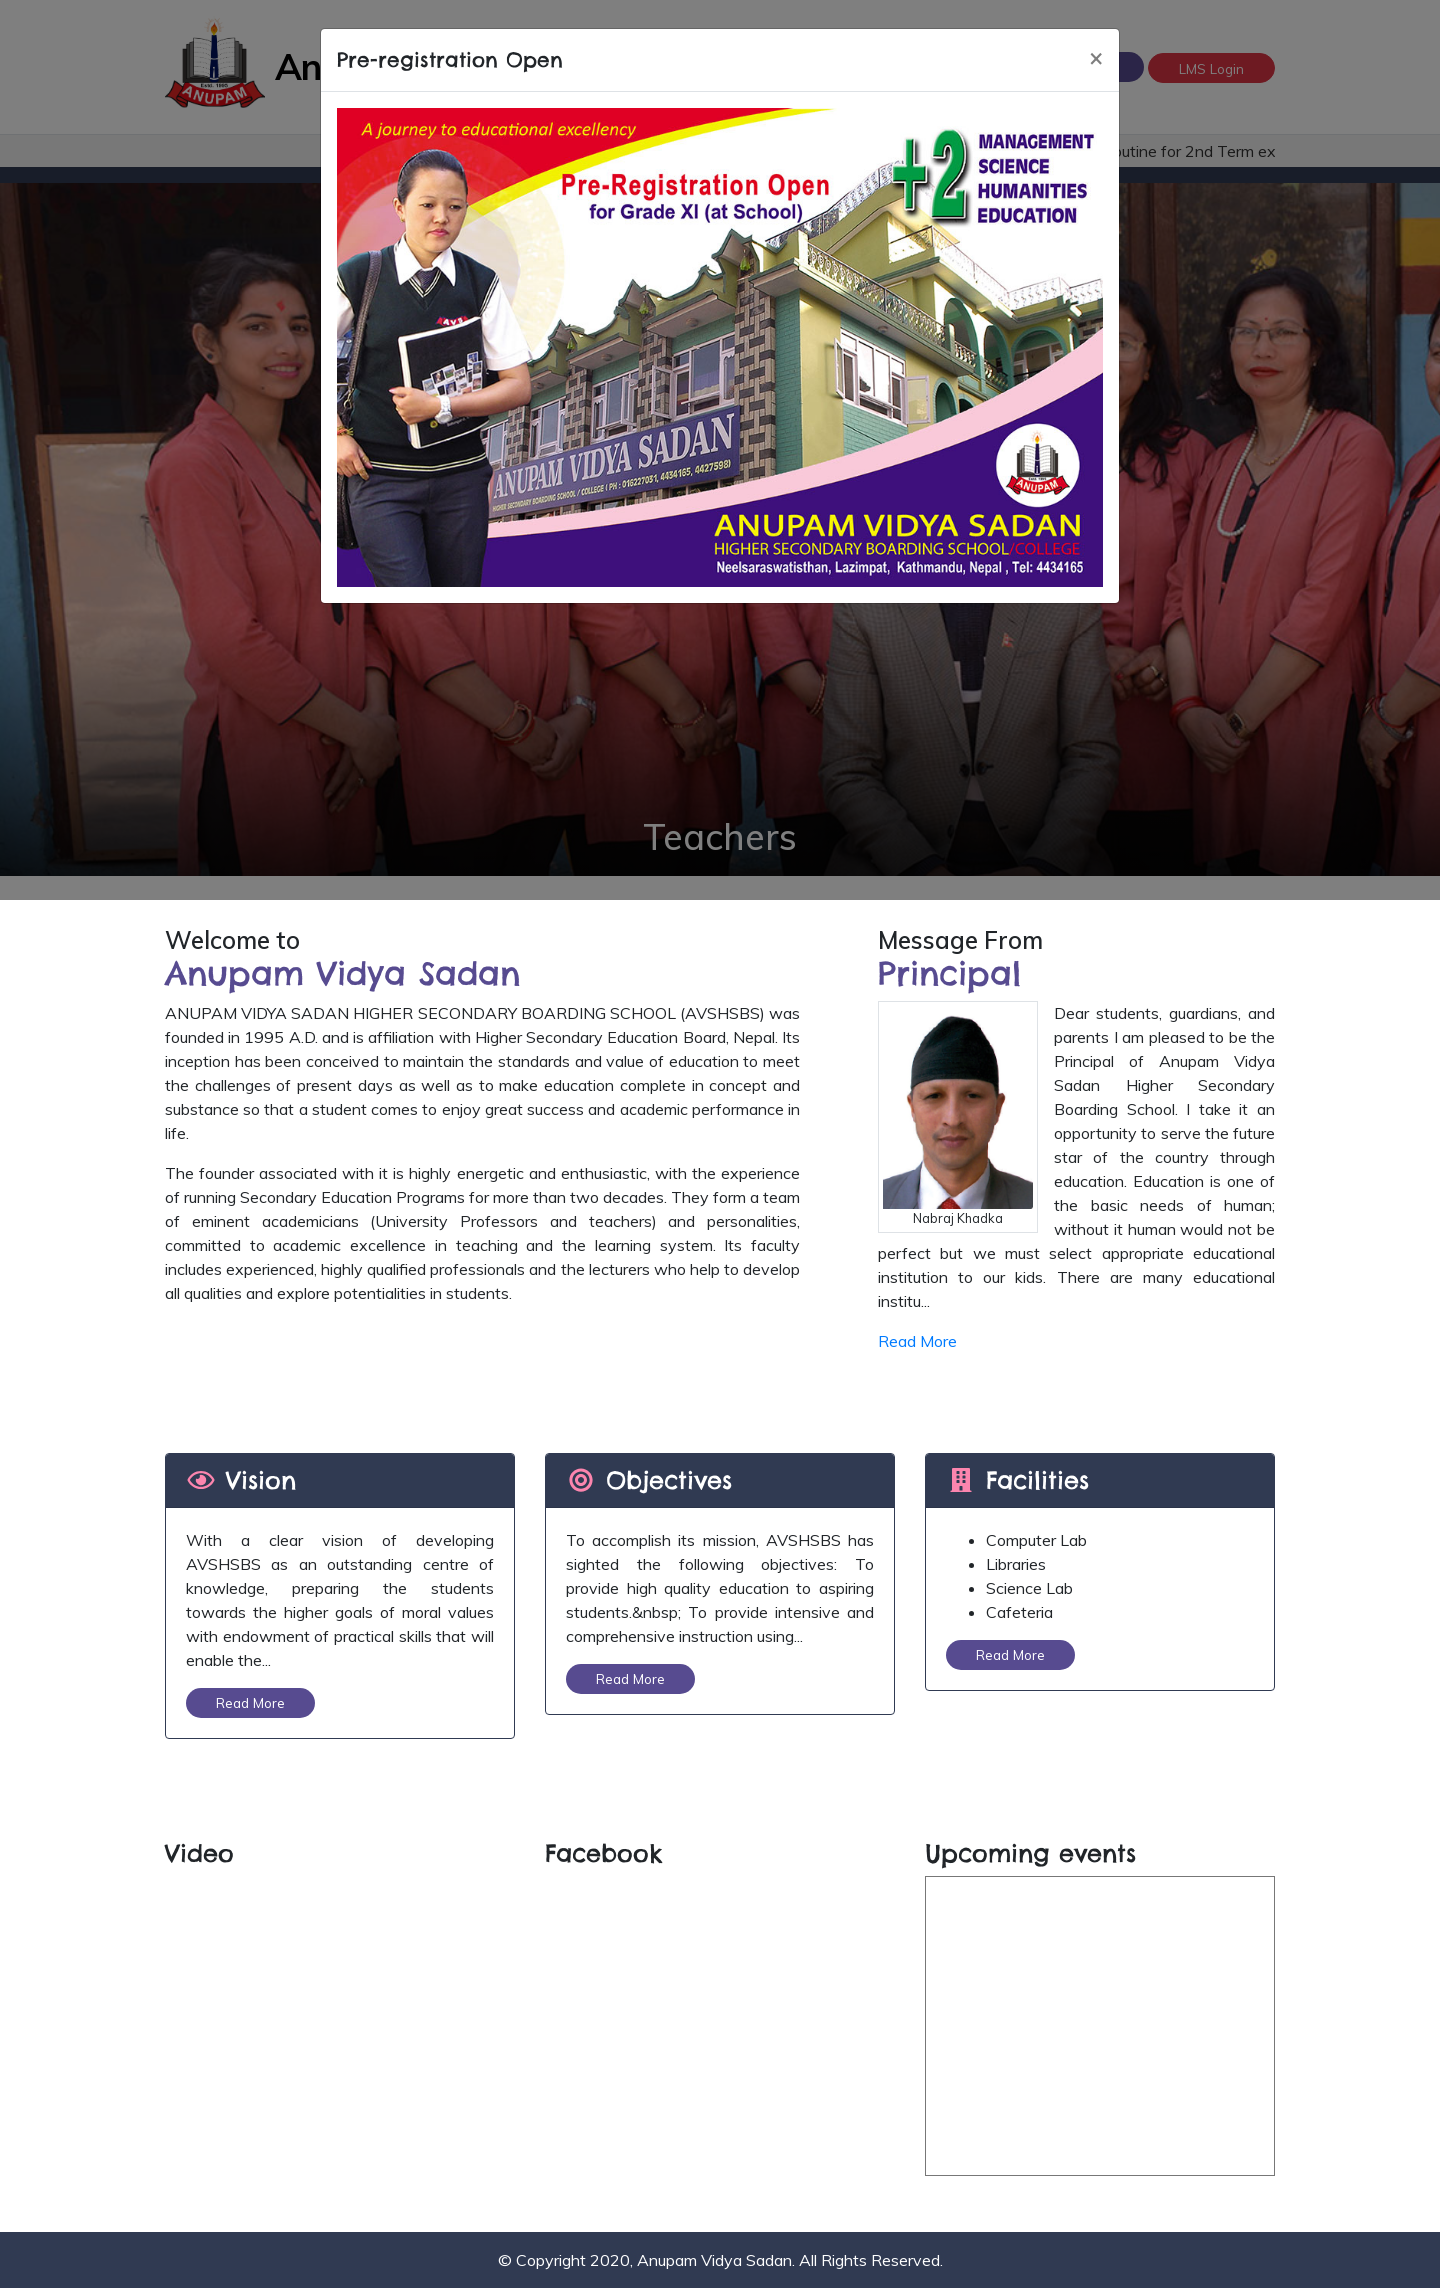 Pre-registration Open
×
An
LMS Login
ANUPAM
outine for 2nd Term ex
A journey to educational excellency
Pre-Registration Open
for Grade XI (at School)
+2
MANAGEMENT
SCIENCE
HUMANITIES
EDUCATION
AVS
ANUPAM VIDYA SADAN
HIGHER SECONDARY BOARDING SCHOOL / COLLEGE ( PH : 016227031, 4434165, 4427598)
ANUPAM
ANUPAM VIDYA SADAN
HIGHER SECONDARY BOARDING SCHOOL/COLLEGE
Neelsaraswatisthan, Lazimpat, Kathmandu, Nepal , Tel: 4434165
Teachers
Welcome to
Anupam Vidya Sadan
ANUPAM VIDYA SADAN HIGHER SECONDARY BOARDING SCHOOL (AVSHSBS) was
founded in 1995 A.D. and is affiliation with Higher Secondary Education Board, Nepal. Its
inception has been conceived to maintain the standards and value of education to meet
the challenges of present days as well as to make education complete in concept and
substance so that a student comes to enjoy great success and academic performance in
life.
The founder associated with it is highly energetic and enthusiastic, with the experience
of running Secondary Education Programs for more than two decades. They form a team
of eminent academicians (University Professors and teachers) and personalities,
committed to academic excellence in teaching and the learning system. Its faculty
includes experienced, highly qualified professionals and the lecturers who help to develop
all qualities and explore potentialities in students.
Message From
Principal
Nabraj Khadka
Dear students, guardians, and
parents I am pleased to be the
Principal of Anupam Vidya
Sadan Higher Secondary
Boarding School. I take it an
opportunity to serve the future
star of the country through
education. Education is one of
the basic needs of human;
without it human would not be
perfect but we must select appropriate educational
institution to our kids. There are many educational
institu...
Read More
Vision
With a clear vision of developing
AVSHSBS as an outstanding centre of
knowledge, preparing the students
towards the higher goals of moral values
with endowment of practical skills that will
enable the...
Read More
Objectives
To accomplish its mission, AVSHSBS has
sighted the following objectives: To
provide high quality education to aspiring
students.&nbsp; To provide intensive and
comprehensive instruction using...
Read More
Facilities
• Computer Lab
• Libraries
• Science Lab
• Cafeteria
Read More
Video
Facebook
Upcoming events
© Copyright 2020, Anupam Vidya Sadan. All Rights Reserved.